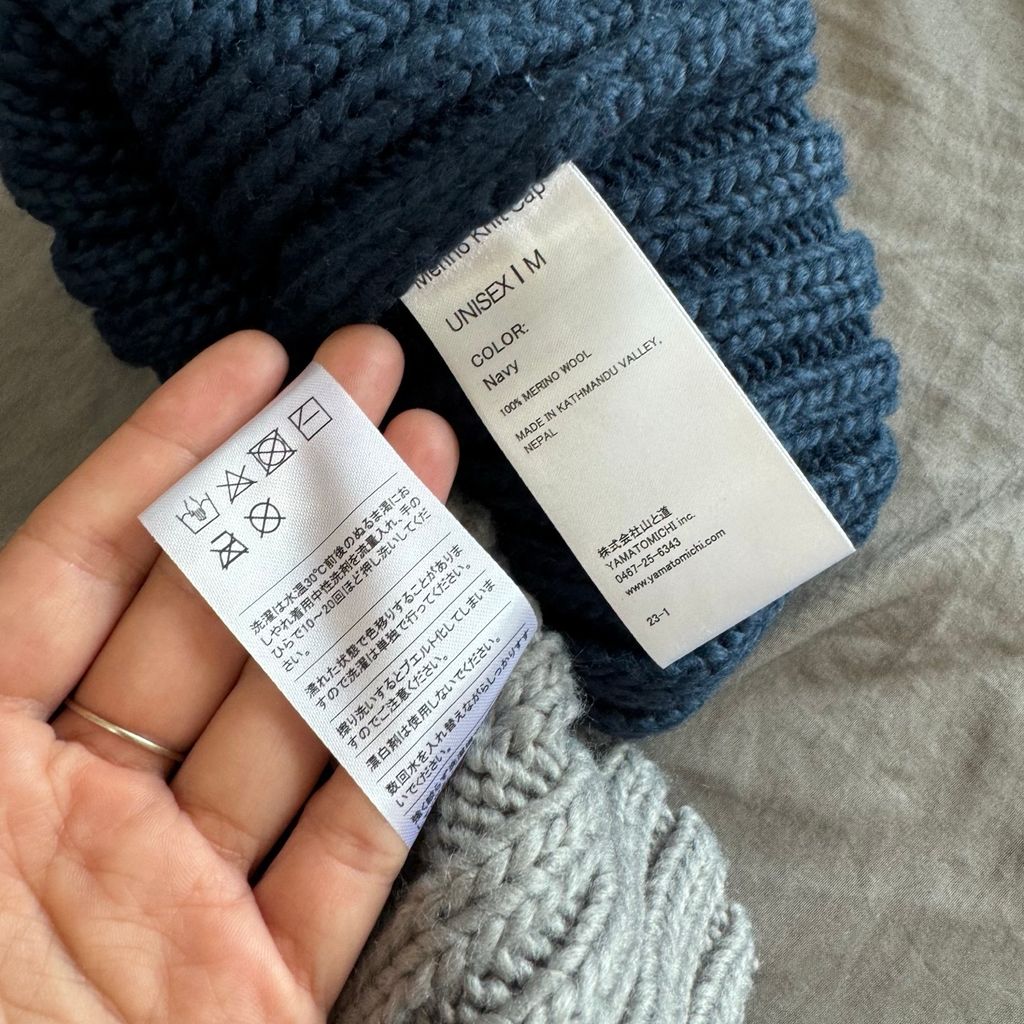 Merino Knit Cap
UNISEX | M
COLOR:
Navy
100% MERINO WOOL
MADE IN KATHMANDU VALLEY,
NEPAL
株式会社山と道
YAMATOMICHI inc.
0467-25-6343
www.yamatomichi.com
23-1
洗濯は水温30℃前後のぬるま湯にお
しゃれ着用中性洗剤を流量入れ、手の
ひらで10〜20回ほど押し洗いしてくだ
さい。
濡れた状態で色移りすることがありま
すので洗濯は単独で行ってください。
擦り洗いするとフエルト化してしまいま
すのでご注意ください。
漂白剤は使用しないでください。
数回水を入れ替えながらしっかりすす
いでください。